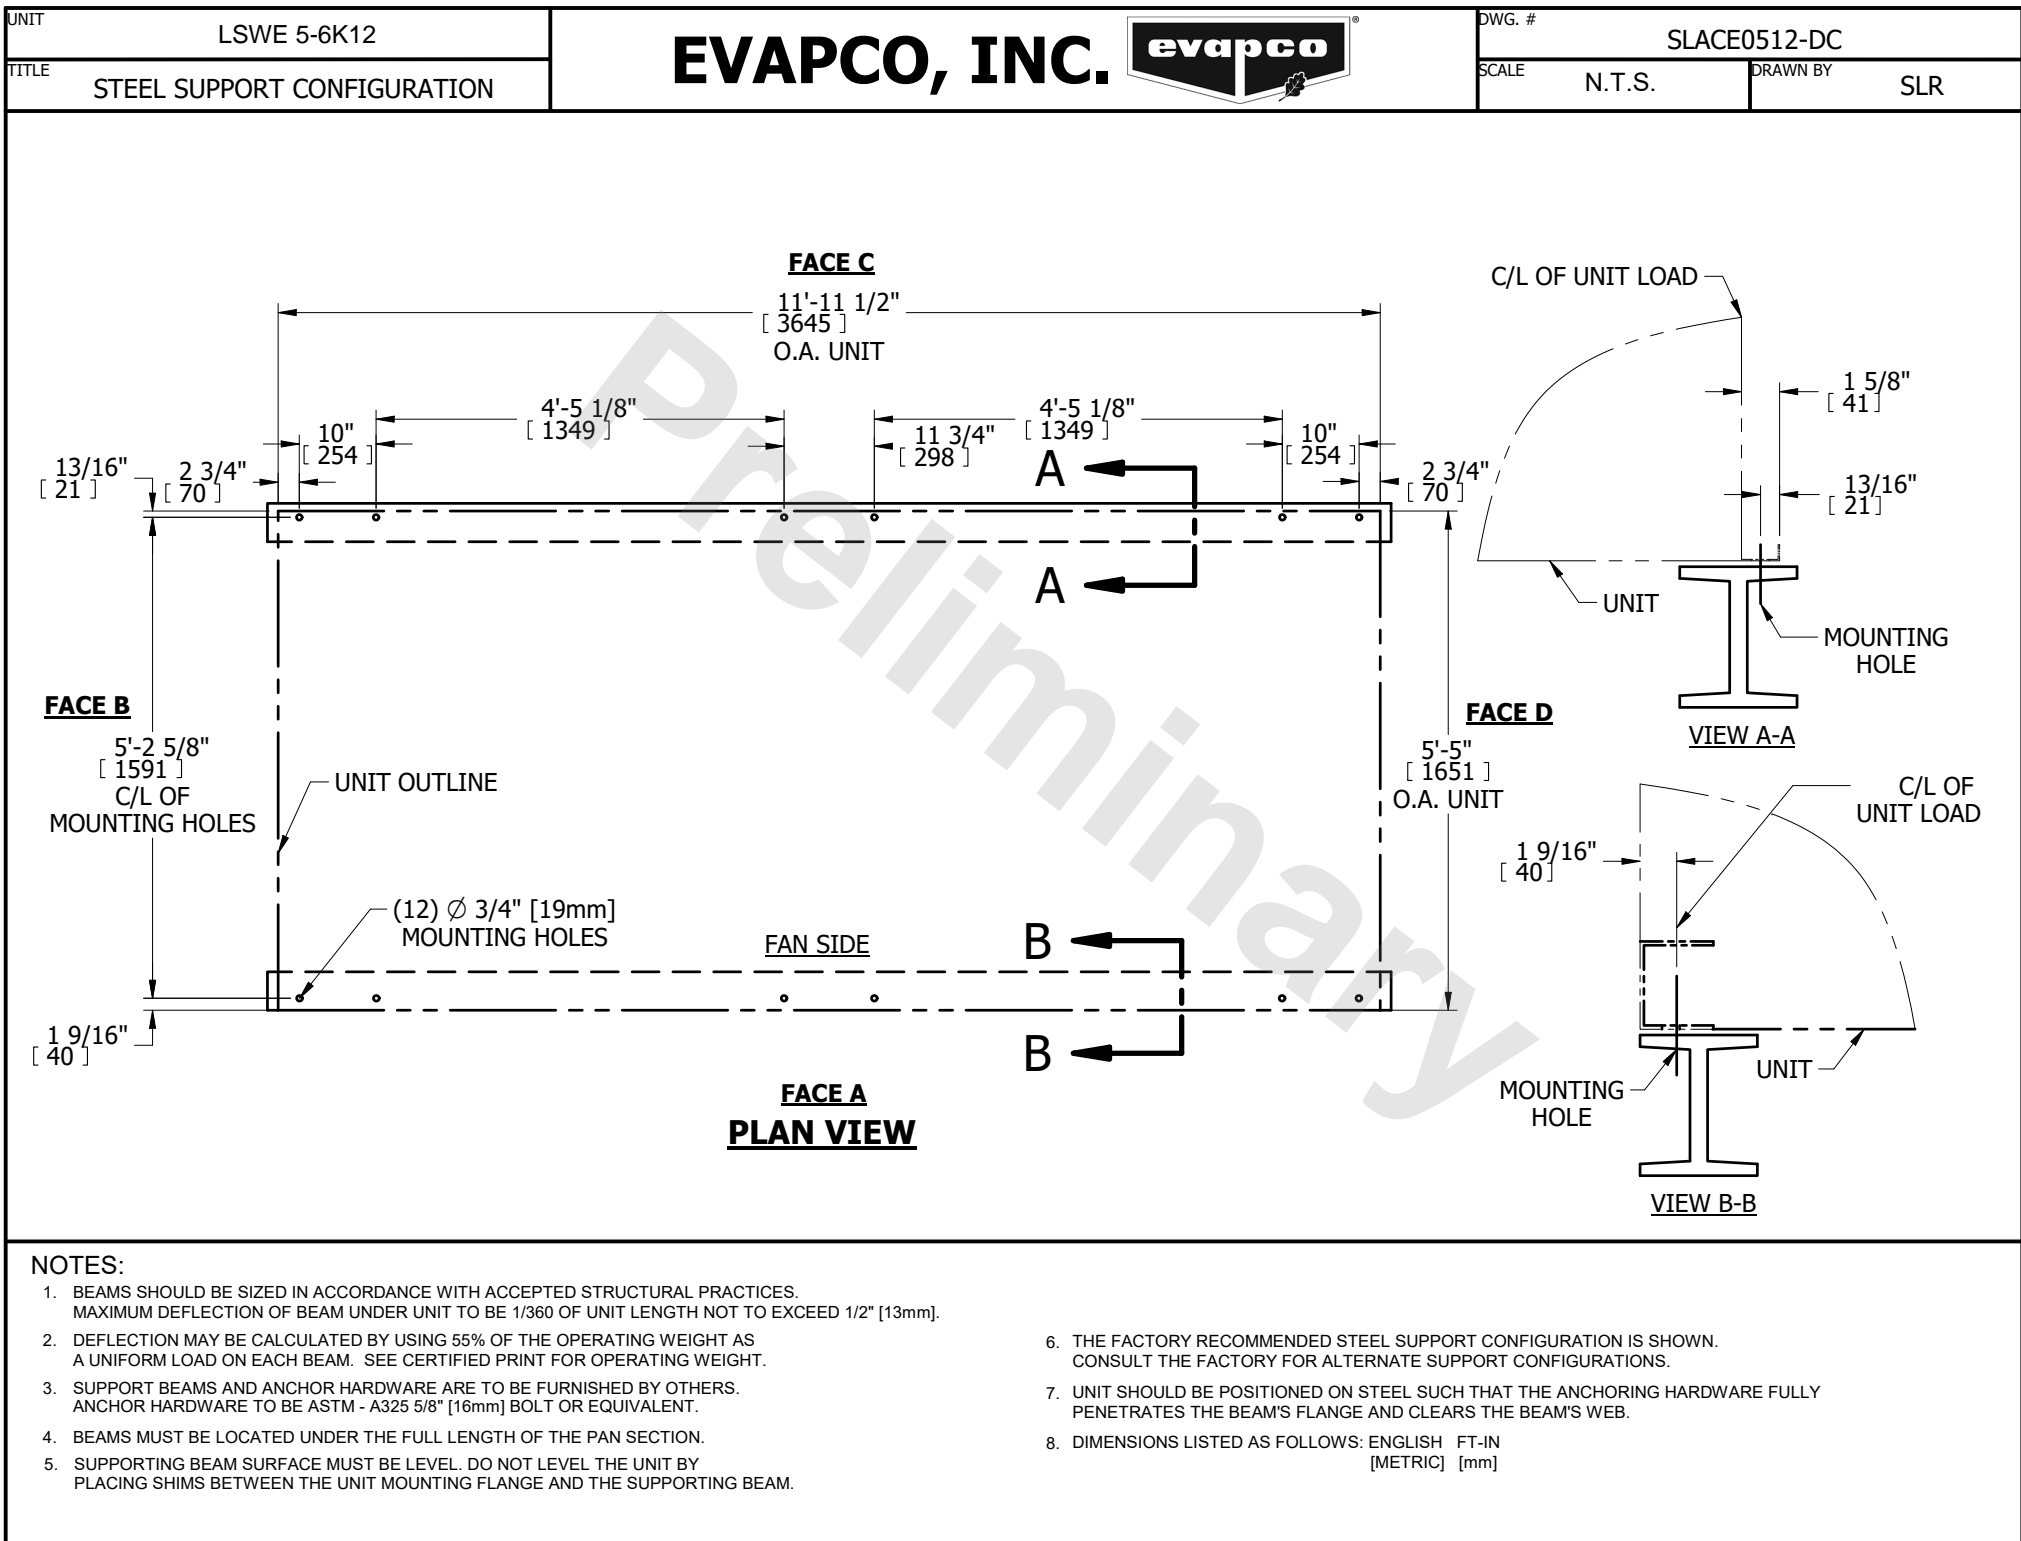 UNIT
LSWE 5-6K12
TITLE
STEEL SUPPORT CONFIGURATION
EVAPCO, INC.
evapco
®
DWG. #
SLACE0512-DC
SCALE
N.T.S.
DRAWN BY
SLR
Preliminary
FACE C
11'-11 1/2"
[ 3645 ]
O.A. UNIT
4'-5 1/8"
[ 1349 ]
4'-5 1/8"
[ 1349 ]
10"
[ 254 ]
11 3/4"
[ 298 ]
10"
[ 254 ]
13/16"
[ 21 ]
2 3/4"
[ 70 ]
2 3/4"
[ 70 ]
A
A
FACE B
5'-2 5/8"
[ 1591 ]
C/L OF
MOUNTING HOLES
UNIT OUTLINE
FACE D
5'-5"
[ 1651 ]
O.A. UNIT
(12) Ø 3/4" [19mm]
MOUNTING HOLES
FAN SIDE
B
B
1 9/16"
[ 40 ]
FACE A
PLAN VIEW
C/L OF UNIT LOAD
1 5/8"
[ 41]
13/16"
[ 21]
UNIT
MOUNTING
HOLE
VIEW A-A
C/L OF
UNIT LOAD
1 9/16"
[ 40]
UNIT
MOUNTING
HOLE
VIEW B-B
NOTES:
1. BEAMS SHOULD BE SIZED IN ACCORDANCE WITH ACCEPTED STRUCTURAL PRACTICES.
MAXIMUM DEFLECTION OF BEAM UNDER UNIT TO BE 1/360 OF UNIT LENGTH NOT TO EXCEED 1/2" [13mm].
2. DEFLECTION MAY BE CALCULATED BY USING 55% OF THE OPERATING WEIGHT AS
A UNIFORM LOAD ON EACH BEAM. SEE CERTIFIED PRINT FOR OPERATING WEIGHT.
3. SUPPORT BEAMS AND ANCHOR HARDWARE ARE TO BE FURNISHED BY OTHERS.
ANCHOR HARDWARE TO BE ASTM - A325 5/8" [16mm] BOLT OR EQUIVALENT.
4. BEAMS MUST BE LOCATED UNDER THE FULL LENGTH OF THE PAN SECTION.
5. SUPPORTING BEAM SURFACE MUST BE LEVEL. DO NOT LEVEL THE UNIT BY
PLACING SHIMS BETWEEN THE UNIT MOUNTING FLANGE AND THE SUPPORTING BEAM.
6. THE FACTORY RECOMMENDED STEEL SUPPORT CONFIGURATION IS SHOWN.
CONSULT THE FACTORY FOR ALTERNATE SUPPORT CONFIGURATIONS.
7. UNIT SHOULD BE POSITIONED ON STEEL SUCH THAT THE ANCHORING HARDWARE FULLY
PENETRATES THE BEAM'S FLANGE AND CLEARS THE BEAM'S WEB.
8. DIMENSIONS LISTED AS FOLLOWS: ENGLISH FT-IN
[METRIC] [mm]